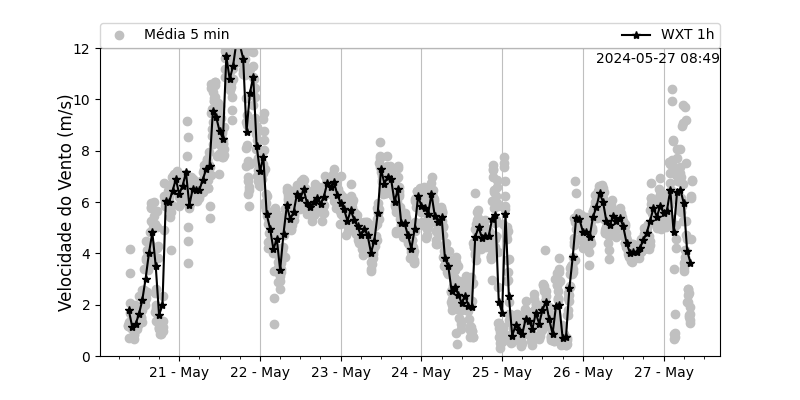 Média 5 min
WXT 1h
2024-05-27 08:49
Velocidade do Vento (m/s)
12
10
8
6
4
2
0
21 - May
22 - May
23 - May
24 - May
25 - May
26 - May
27 - May